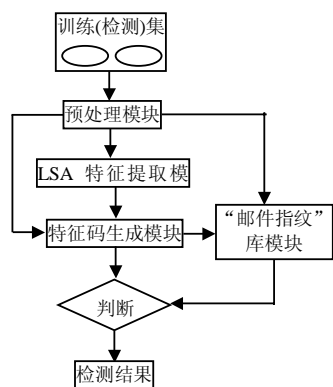 训练(检测)集
预处理模块
LSA 特征提取模
特征码生成模块
“邮件指纹”
库模块
判断
检测结果